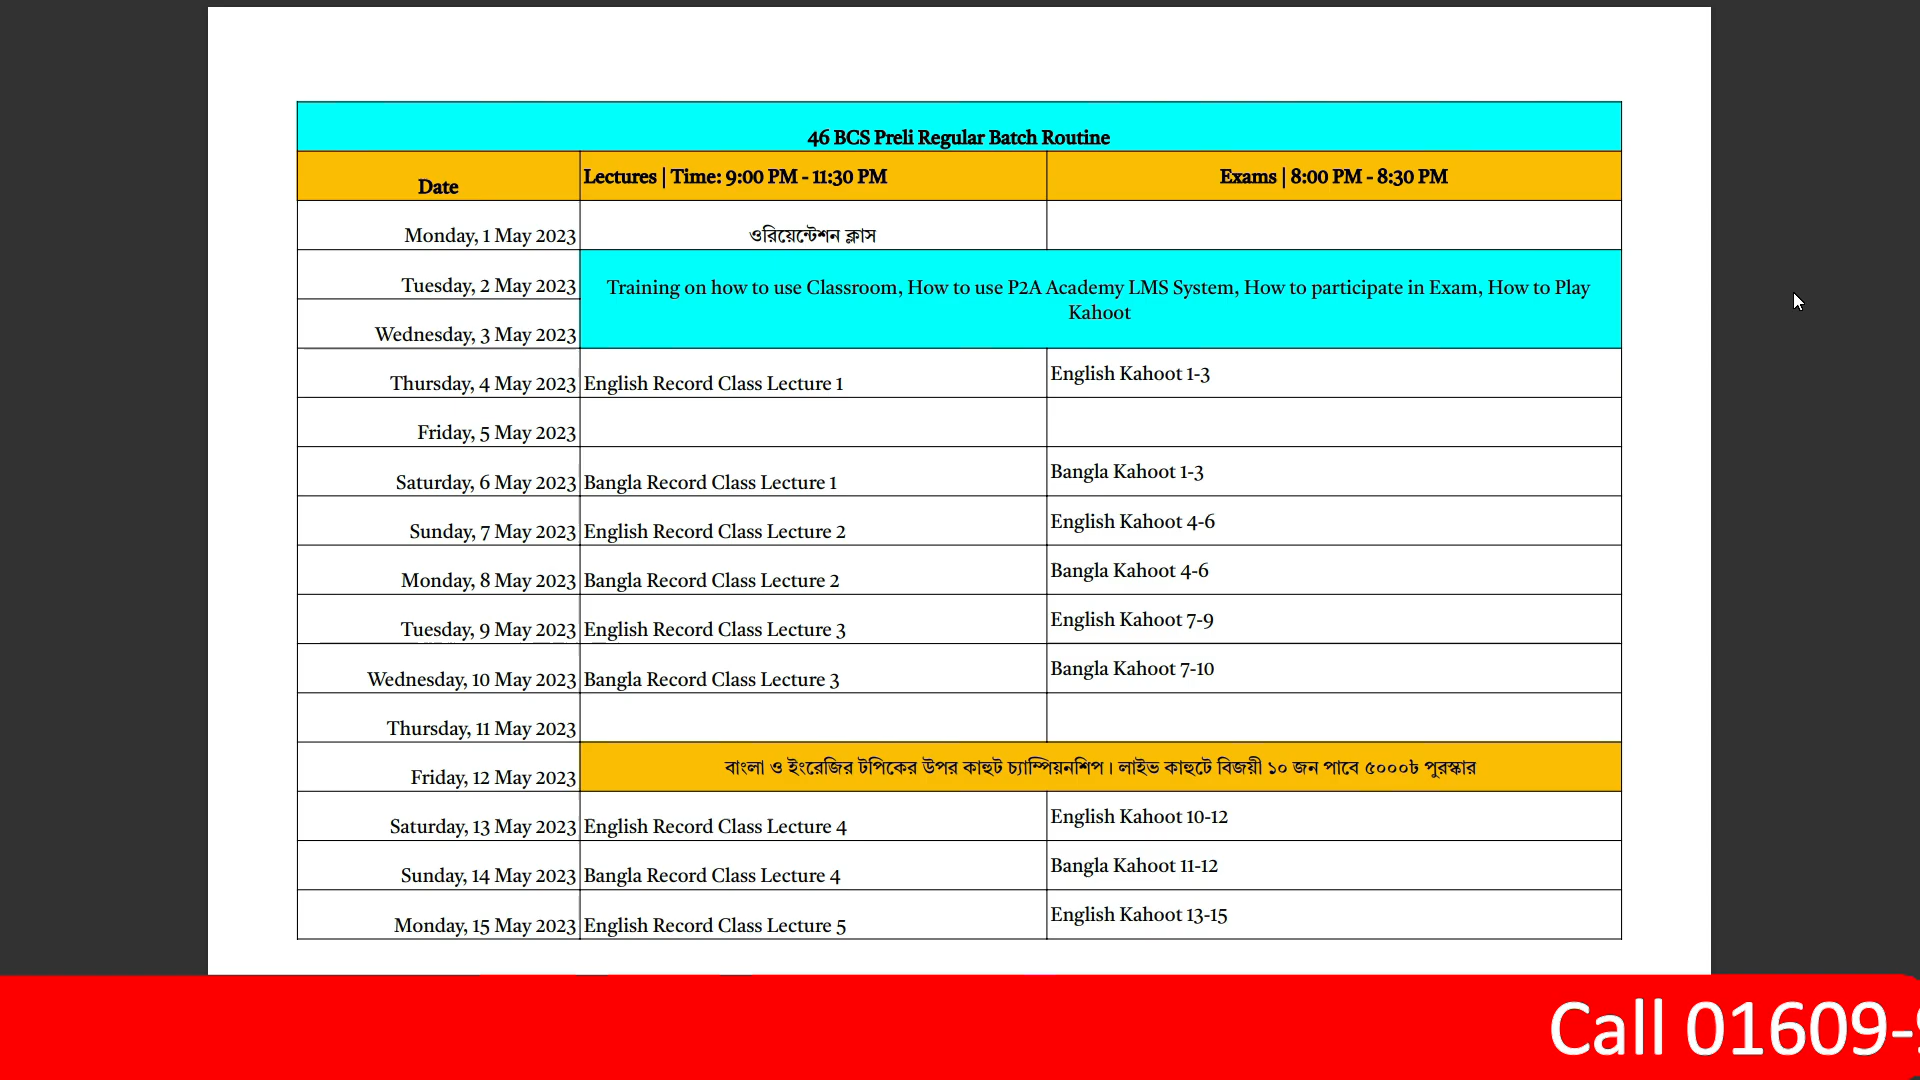 46 BCS Preli Regular Batch Routine
Date
Lectures | Time: 9:00 PM - 11:30 PM
Exams | 8:00 PM - 8:30 PM
Monday, 1 May 2023
ওরিয়েন্টেশন ক্লাস
Tuesday, 2 May 2023
Training on how to use Classroom, How to use P2A Academy LMS System, How to participate in Exam, How to Play
Kahoot
Wednesday, 3 May 2023
Thursday, 4 May 2023
English Record Class Lecture 1
English Kahoot 1-3
Friday, 5 May 2023
Saturday, 6 May 2023
Bangla Record Class Lecture 1
Bangla Kahoot 1-3
Sunday, 7 May 2023
English Record Class Lecture 2
English Kahoot 4-6
Monday, 8 May 2023
Bangla Record Class Lecture 2
Bangla Kahoot 4-6
Tuesday, 9 May 2023
English Record Class Lecture 3
English Kahoot 7-9
Wednesday, 10 May 2023
Bangla Record Class Lecture 3
Bangla Kahoot 7-10
Thursday, 11 May 2023
Friday, 12 May 2023
বাংলা ও ইংরেজির টপিকের উপর কাহুট চ্যাম্পিয়নশিপ। লাইভ কাহুটে বিজয়ী ১০ জন পাবে ৫০০০৳ পুরস্কার
Saturday, 13 May 2023
English Record Class Lecture 4
English Kahoot 10-12
Sunday, 14 May 2023
Bangla Record Class Lecture 4
Bangla Kahoot 11-12
Monday, 15 May 2023
English Record Class Lecture 5
English Kahoot 13-15
Call 01609-